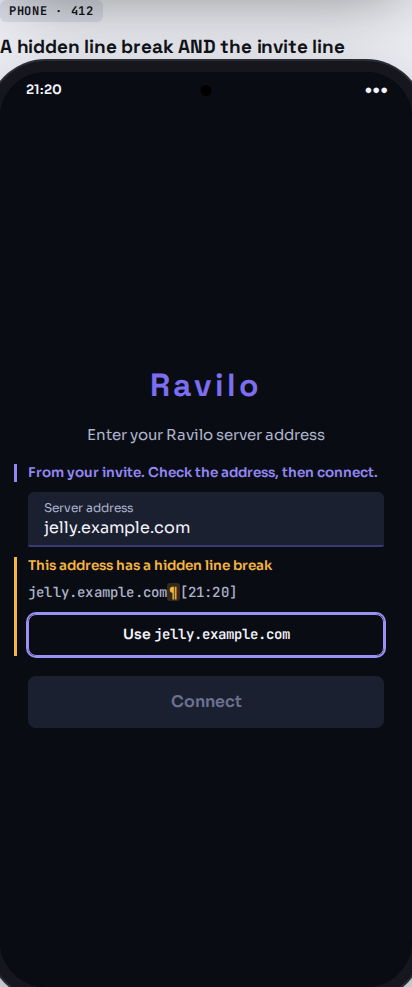 PHONE · 412
A hidden line break AND the invite line
21:20
Ravilo
Enter your Ravilo server address
From your invite. Check the address, then connect.
Server address
jelly.example.com
This address has a hidden line break
jelly.example.com¶[21:20]
Use jelly.example.com
Connect